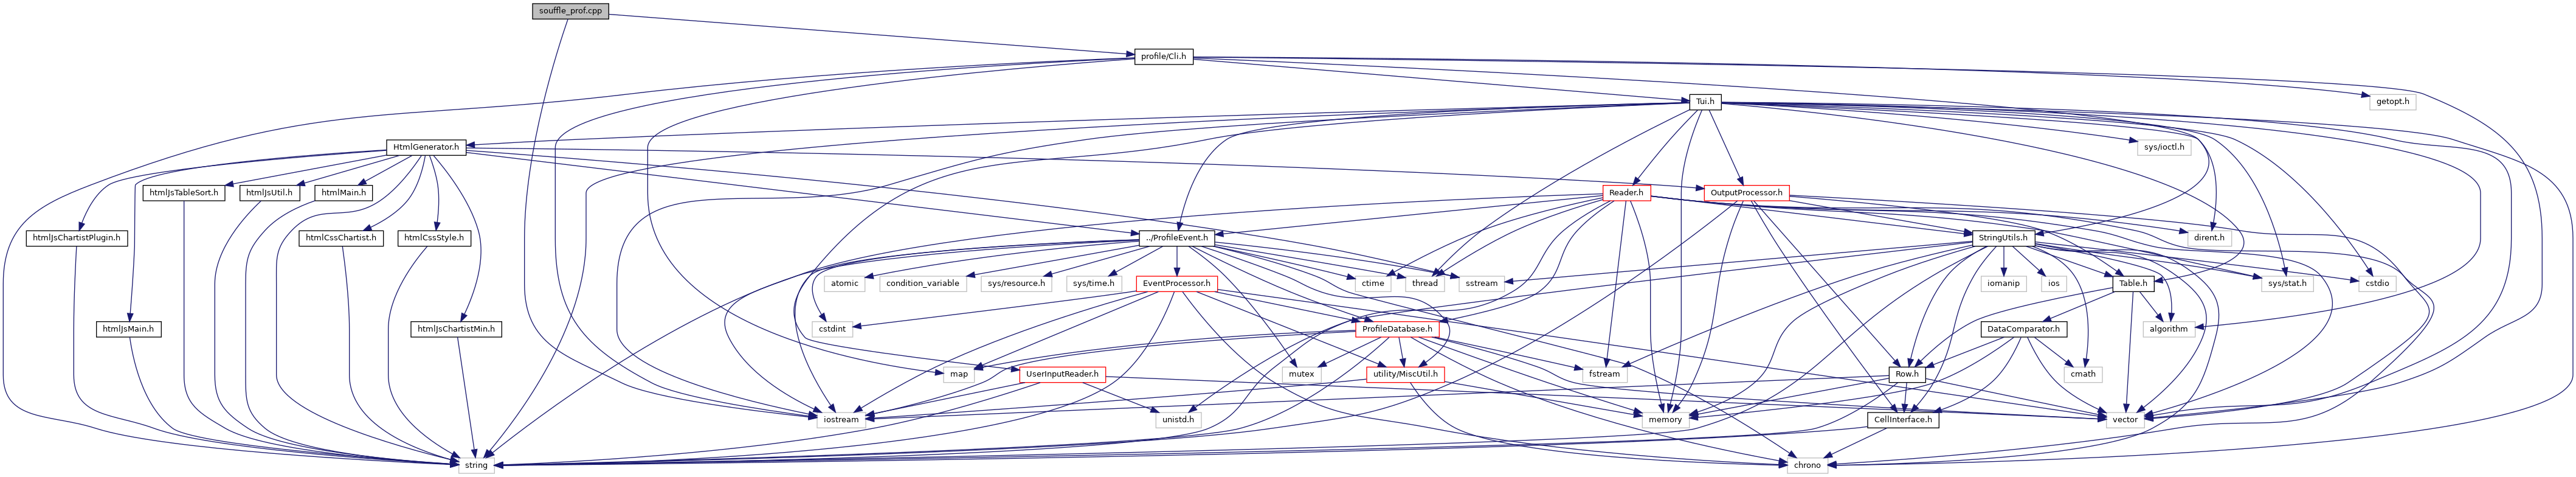 souffle_prof.cpp
profile/Cli.h
Tui.h
getopt.h
HtmlGenerator.h
sys/ioctl.h
htmlJsTableSort.h
htmlJsUtil.h
htmlMain.h
Reader.h
OutputProcessor.h
htmlJsChartistPlugin.h
htmlCssChartist.h
htmlCssStyle.h
../ProfileEvent.h
StringUtils.h
dirent.h
atomic
condition_variable
sys/resource.h
sys/time.h
EventProcessor.h
ctime
thread
sstream
iomanip
ios
Table.h
sys/stat.h
cstdio
htmlJsMain.h
htmlJsChartistMin.h
cstdint
ProfileDatabase.h
DataComparator.h
algorithm
map
UserInputReader.h
mutex
utility/MiscUtil.h
fstream
Row.h
cmath
iostream
unistd.h
memory
CellInterface.h
vector
string
chrono